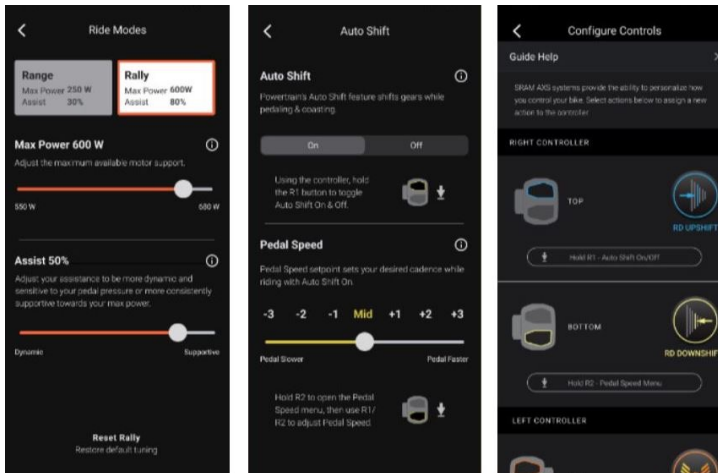 Ride Modes
Range
Max Power 250 W
Assist 30%
Rally
Max Power 600W
Assist 80%
Max Power 600 W
Adjust the maximum available motor support.
550 W
680 W
Assist 50%
Adjust your assistance to be more dynamic and
sensitive to your pedal pressure or more consistently
supportive towards your max power.
Dynamic
Supportive
Reset Rally
Restore default tuning
Auto Shift
Auto Shift
Powertrain's Auto Shift feature shifts gears while
pedaling & coasting
On
Off
Using the controller, hold
the R1 button to toggle
Auto Shift On & Off.
Pedal Speed
Pedal Speed setpoint sets your desired cadence while
riding with Auto Shift On.
-3 -2 -1 Mid +1 +2 +3
Pedal Slower
Pedal Faster
Hold R2 to open the Pedal
Speed menu, then use R1/
R2 to adjust Pedal Speed
Configure Controls
Guide Help
SRAM AXS systems provide the ability to personalize how
you control your bike. Select actions below to assign a new
action to the controller
RIGHT CONTROLLER
TOP
RD UPSHIFT
Hold R1 - Auto Shift On/Off
BOTTOM
RD DOWNSHIF
Hold R2 - Pedal Speed Menu
LEFT CONTROLLER